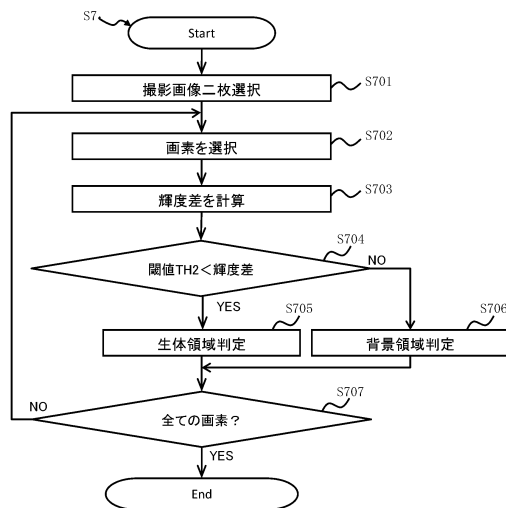 S7
Start
撮影画像二枚選択
S701
画素を選択
S702
輝度差を計算
S703
閾値TH2＜輝度差
S704
NO
YES
生体領域判定
S705
背景領域判定
S706
全ての画素？
S707
NO
YES
End